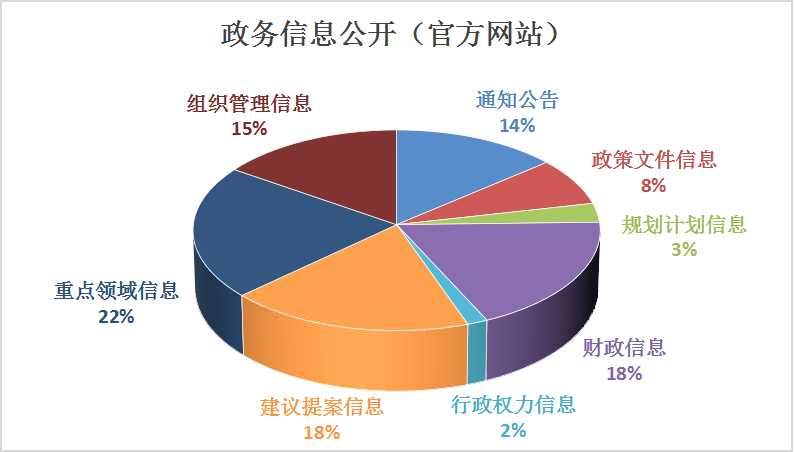 政务信息公开（官方网站）
组织管理信息
15%
通知公告
14%
政策文件信息
8%
规划计划信息
3%
重点领域信息
22%
财政信息
18%
建议提案信息
18%
行政权力信息
2%